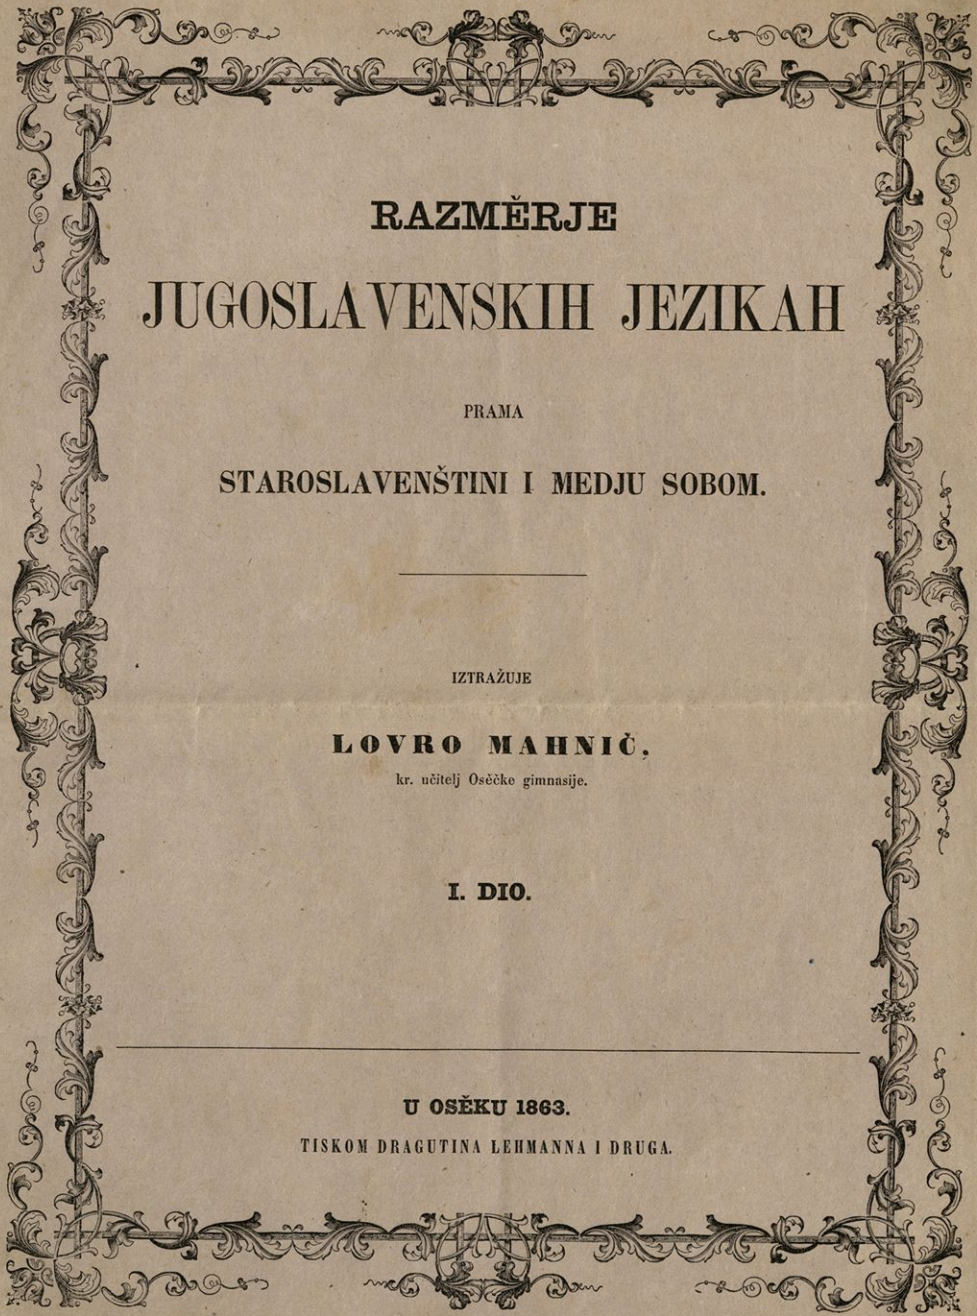 RAZMĚRJE
JUGOSLAVENSKIH JEZIKAH
PRAMA
STAROSLAVENŠTINI I MEDJU SOBOM.
IZTRAŽUJE
LOVRO MAHNIČ,
kr. učitelj Osěčke gimnasije.
I. DIO.
U OSĚKU 1863.
TISKOM DRAGUTINA LEHMANNA I DRUGA.